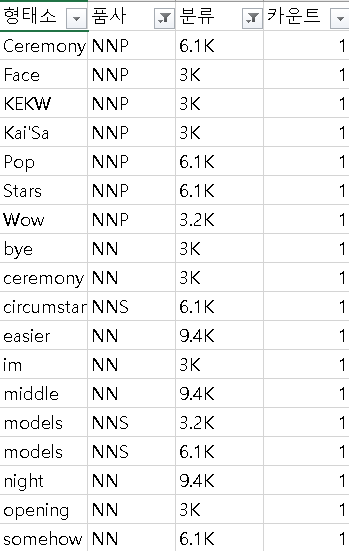 형태소 품사 분류 카운트
Ceremony NNP 6.1K 1
Face NNP 3K 1
KEKW NNP 3K 1
Kai'Sa NNP 3K 1
Pop NNP 6.1K 1
Stars NNP 6.1K 1
Wow NNP 3.2K 1
bye NN 3K 1
ceremony NN 3K 1
circumstar NNS 6.1K 1
easier NN 9.4K 1
im NN 3K 1
middle NN 9.4K 1
models NNS 3.2K 1
models NNS 6.1K 1
night NN 9.4K 1
opening NN 3K 1
somehow NN 6.1K 1